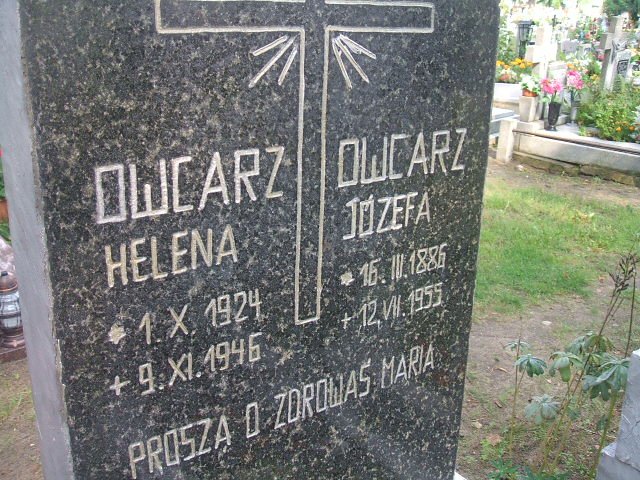 OWCARZ
HELENA
* 1. X 1924
+ 9. XI. 1946
OWCARZ
JÓZEFA
* 16. III. 1886
+ 12. VII. 1955
PROSZĄ O ZDROWAŚ MARIA